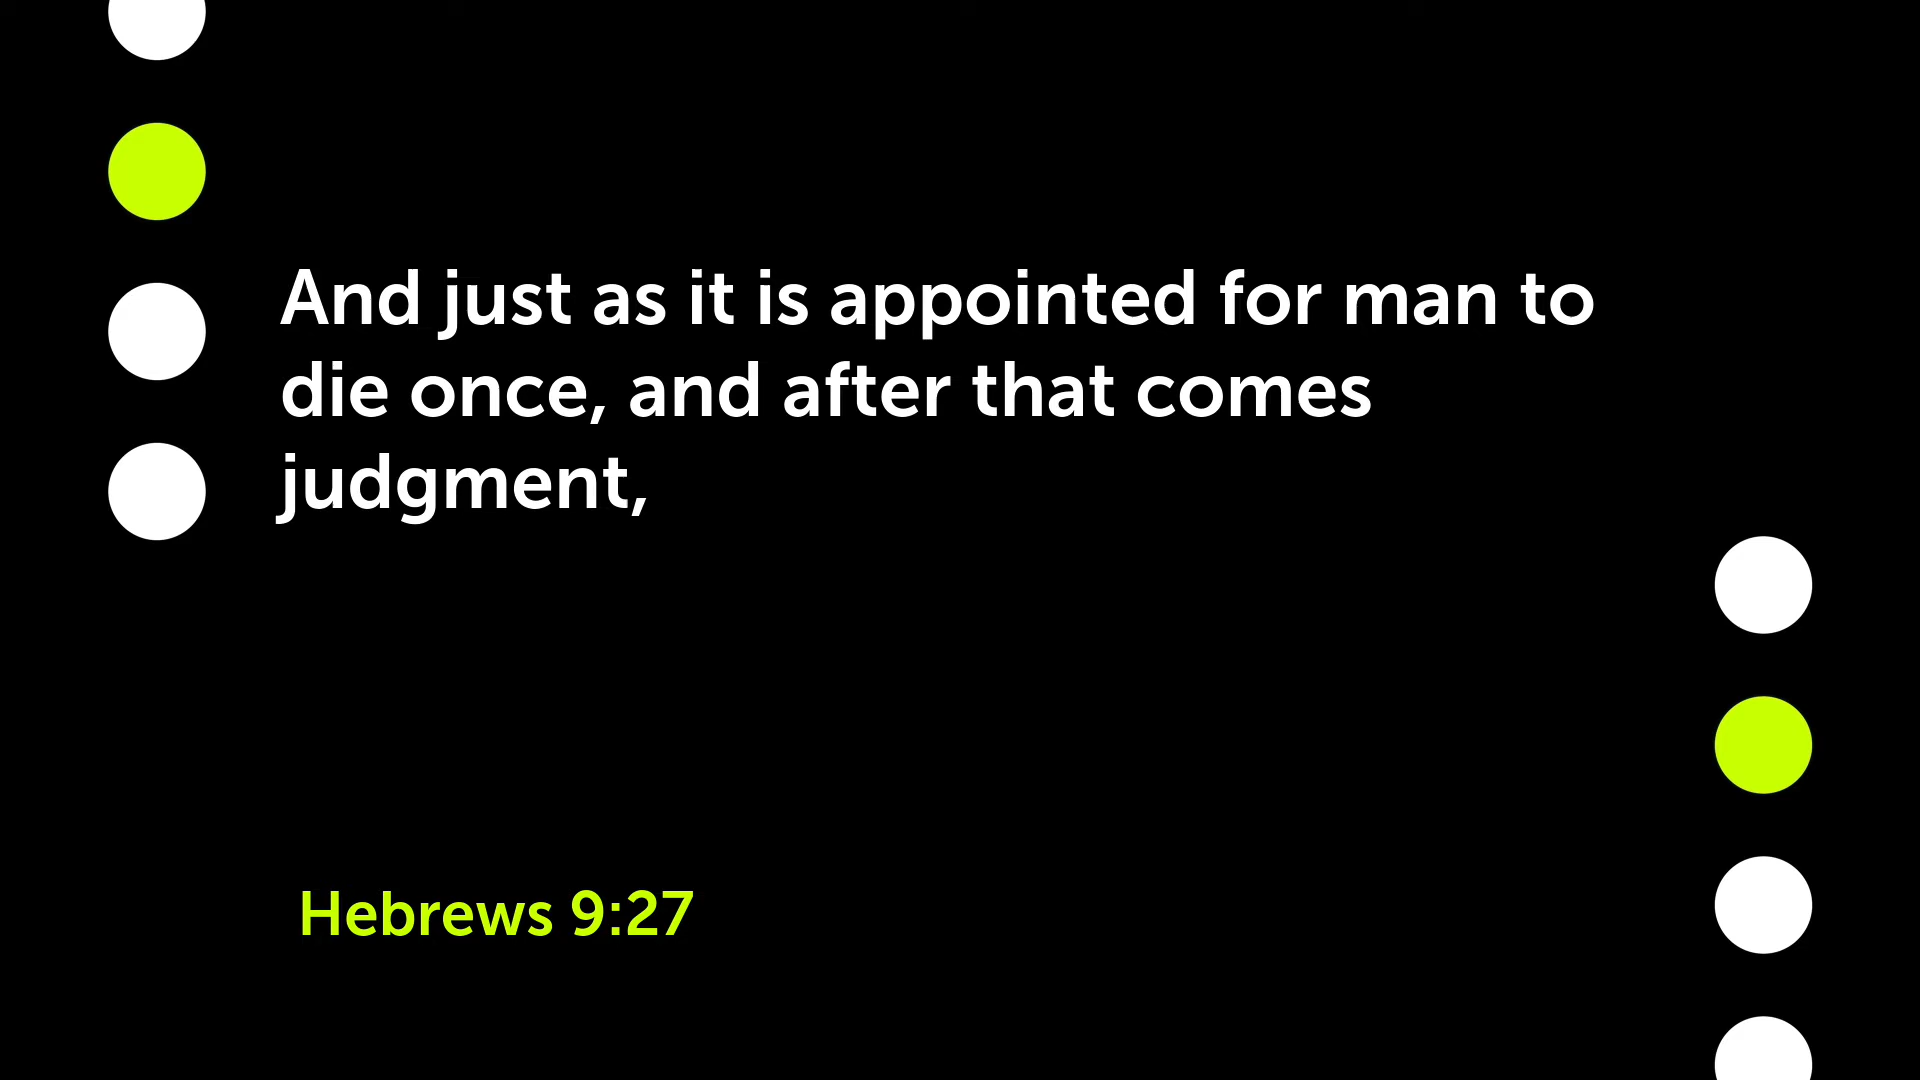 And just as it is appointed for man to
die once, and after that comes
judgment,
Hebrews 9:27